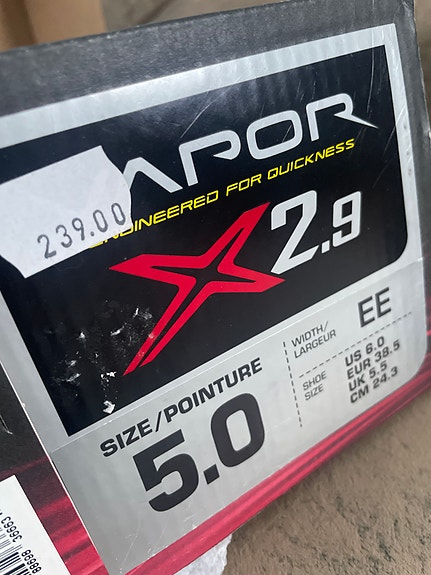 APOR
ENGINEERED FOR QUICKNESS
239.00
X2.9
SIZE/POINTURE
5.0
WIDTH/
LARGEUR
EE
SHOE
SIZE
US 6.0
EUR 38.5
UK 5.5
CM 24.3